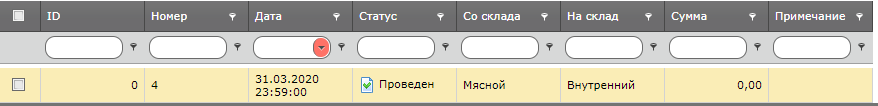 ID Номер Дата Статус Со склада На склад Сумма Примечание
0 4 31.03.2020 23:59:00 Проведен Мясной Внутренний 0,00